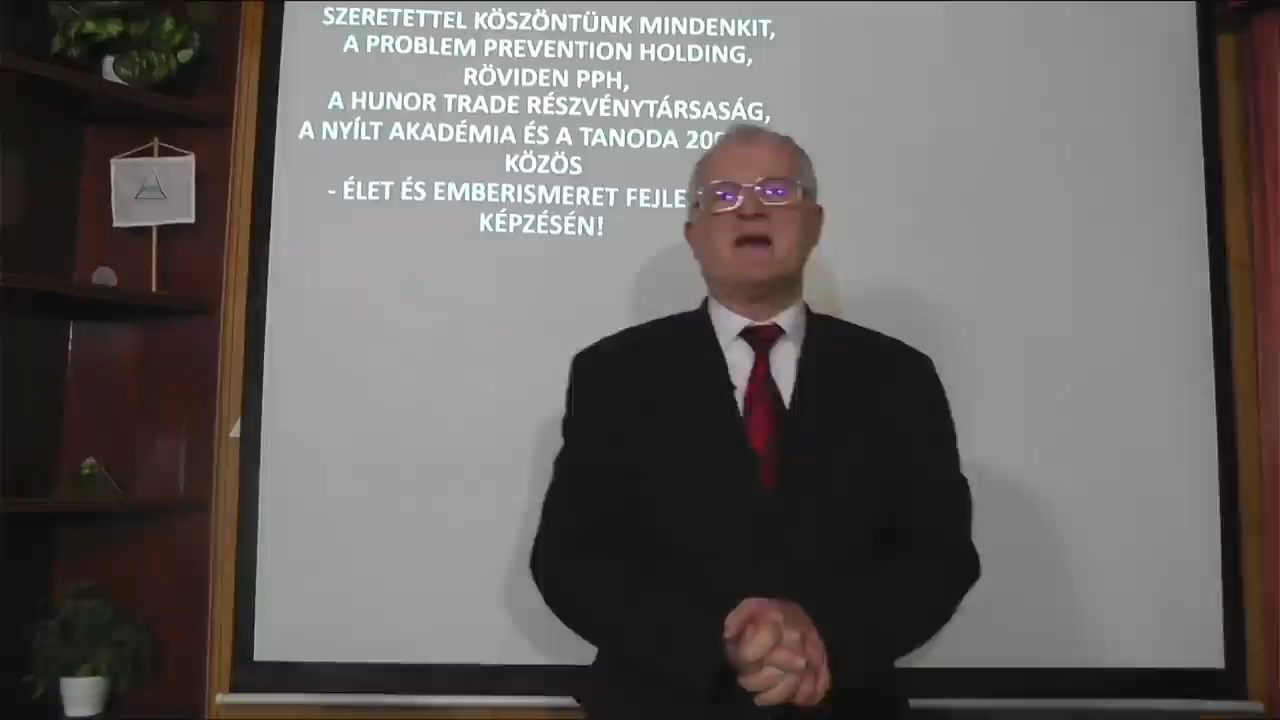 SZERETETTEL KÖSZÖNTÜNK MINDENKIT,
A PROBLEM PREVENTION HOLDING,
RÖVIDEN PPH,
A HUNOR TRADE RÉSZVÉNYTÁRSASÁG,
A NYÍLT AKADÉMIA ÉS A TANODA
KÖZÖS
- ÉLET ÉS EMBERISMERET
KÉPZÉSÉN!